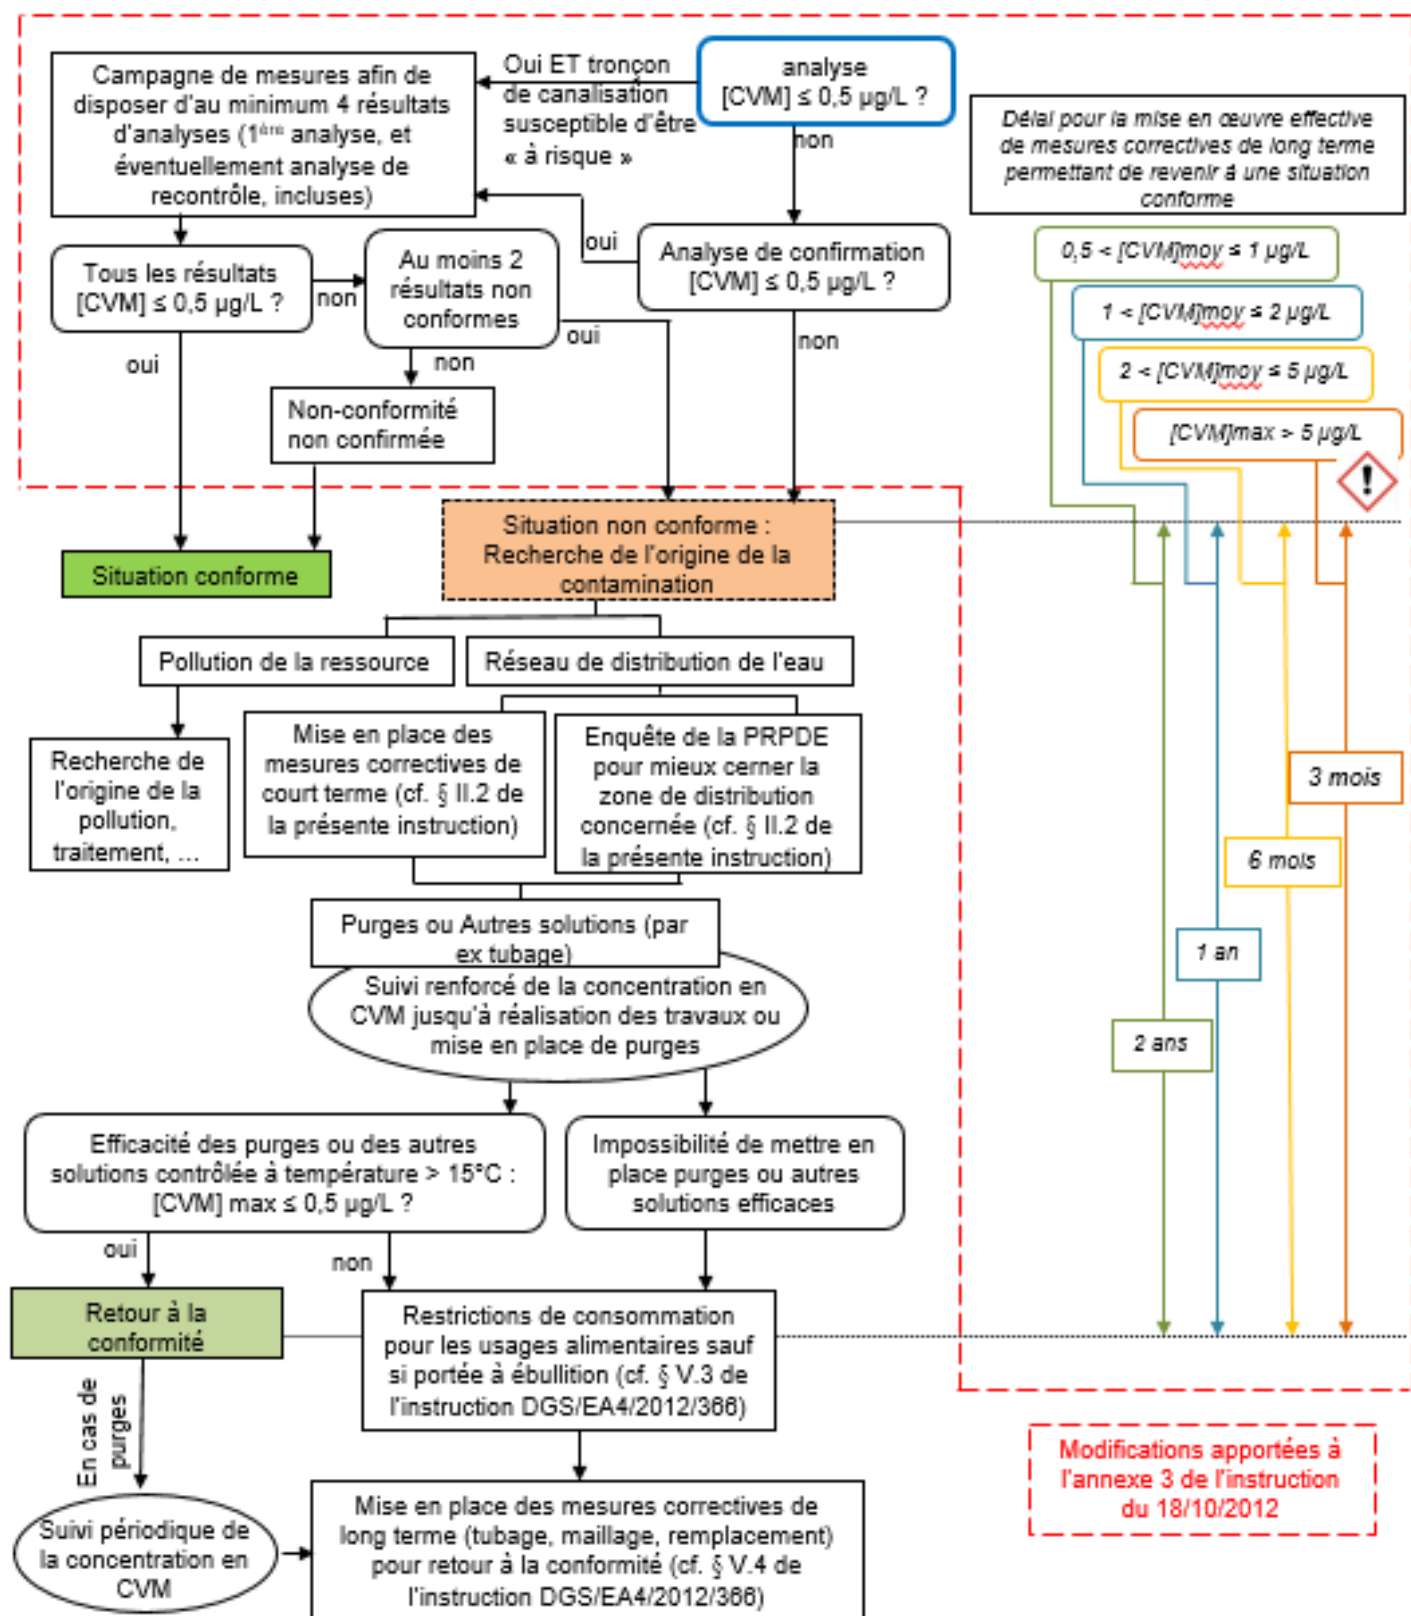 Campagne de mesures afin de
disposer d'au minimum 4 résultats
d'analyses (1ère analyse, et
éventuellement analyse de
recontrôle, incluses)
Oui ET tronçon
de canalisation
susceptible d'être
« à risque »
analyse
[CVM] ≤ 0,5 µg/L ?
non
Délai pour la mise en œuvre effective
de mesures correctives de long terme
permettant de revenir à une situation
conforme
Tous les résultats
[CVM] ≤ 0,5 µg/L ?
non
oui
Au moins 2
résultats non
conformes
oui
non
oui
Analyse de confirmation
[CVM] ≤ 0,5 µg/L ?
non
0,5 < [CVM]moy ≤ 1 µg/L
1 < [CVM]moy ≤ 2 µg/L
2 < [CVM]moy ≤ 5 µg/L
[CVM]max > 5 µg/L
!
Non-conformité
non confirmée
Situation conforme
Situation non conforme :
Recherche de l'origine de la
contamination
Pollution de la ressource
Réseau de distribution de l'eau
Recherche de
l'origine de la
pollution,
traitement, ...
Mise en place des
mesures correctives de
court terme (cf. § II.2 de
la présente instruction)
Enquête de la PRPDE
pour mieux cerner la
zone de distribution
concernée (cf. § II.2 de
la présente instruction)
3 mois
6 mois
1 an
2 ans
Purges ou Autres solutions (par
ex tubage)
Suivi renforcé de la concentration en
CVM jusqu'à réalisation des travaux ou
mise en place de purges
Efficacité des purges ou des autres
solutions contrôlée à température > 15°C :
[CVM] max ≤ 0,5 µg/L ?
Impossibilité de mettre en
place purges ou autres
solutions efficaces
oui
non
Retour à la
conformité
Restrictions de consommation
pour les usages alimentaires sauf
si portée à ébullition (cf. § V.3 de
l'instruction DGS/EA4/2012/366)
En cas de
purges
Suivi périodique de
la concentration en
CVM
Mise en place des mesures correctives de
long terme (tubage, maillage, remplacement)
pour retour à la conformité (cf. § V.4 de
l'instruction DGS/EA4/2012/366)
Modifications apportées à
l'annexe 3 de l'instruction
du 18/10/2012